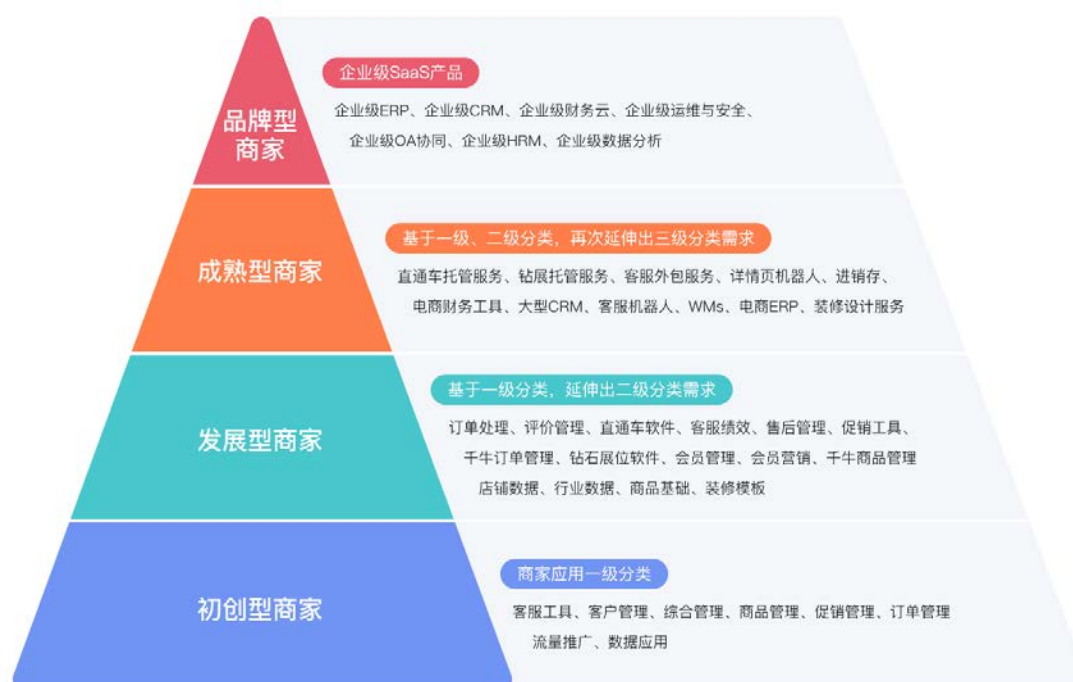 品牌型
商家
企业级SaaS产品
企业级ERP、企业级CRM、企业级财务云、企业级运维与安全、
企业级OA协同、企业级HRM、企业级数据分析
成熟型商家
基于一级、二级分类，再次延伸出三级分类需求
直通车托管服务、钻展托管服务、客服外包服务、详情页机器人、进销存、
电商财务工具、大型CRM、客服机器人、WMs、电商ERP、装修设计服务
发展型商家
基于一级分类，延伸出二级分类需求
订单处理、评价管理、直通车软件、客服绩效、售后管理、促销工具、
千牛订单管理、钻石展位软件、会员管理、会员营销、千牛商品管理
店铺数据、行业数据、商品基础、装修模板
初创型商家
商家应用一级分类
客服工具、客户管理、综合管理、商品管理、促销管理、订单管理
流量推广、数据应用